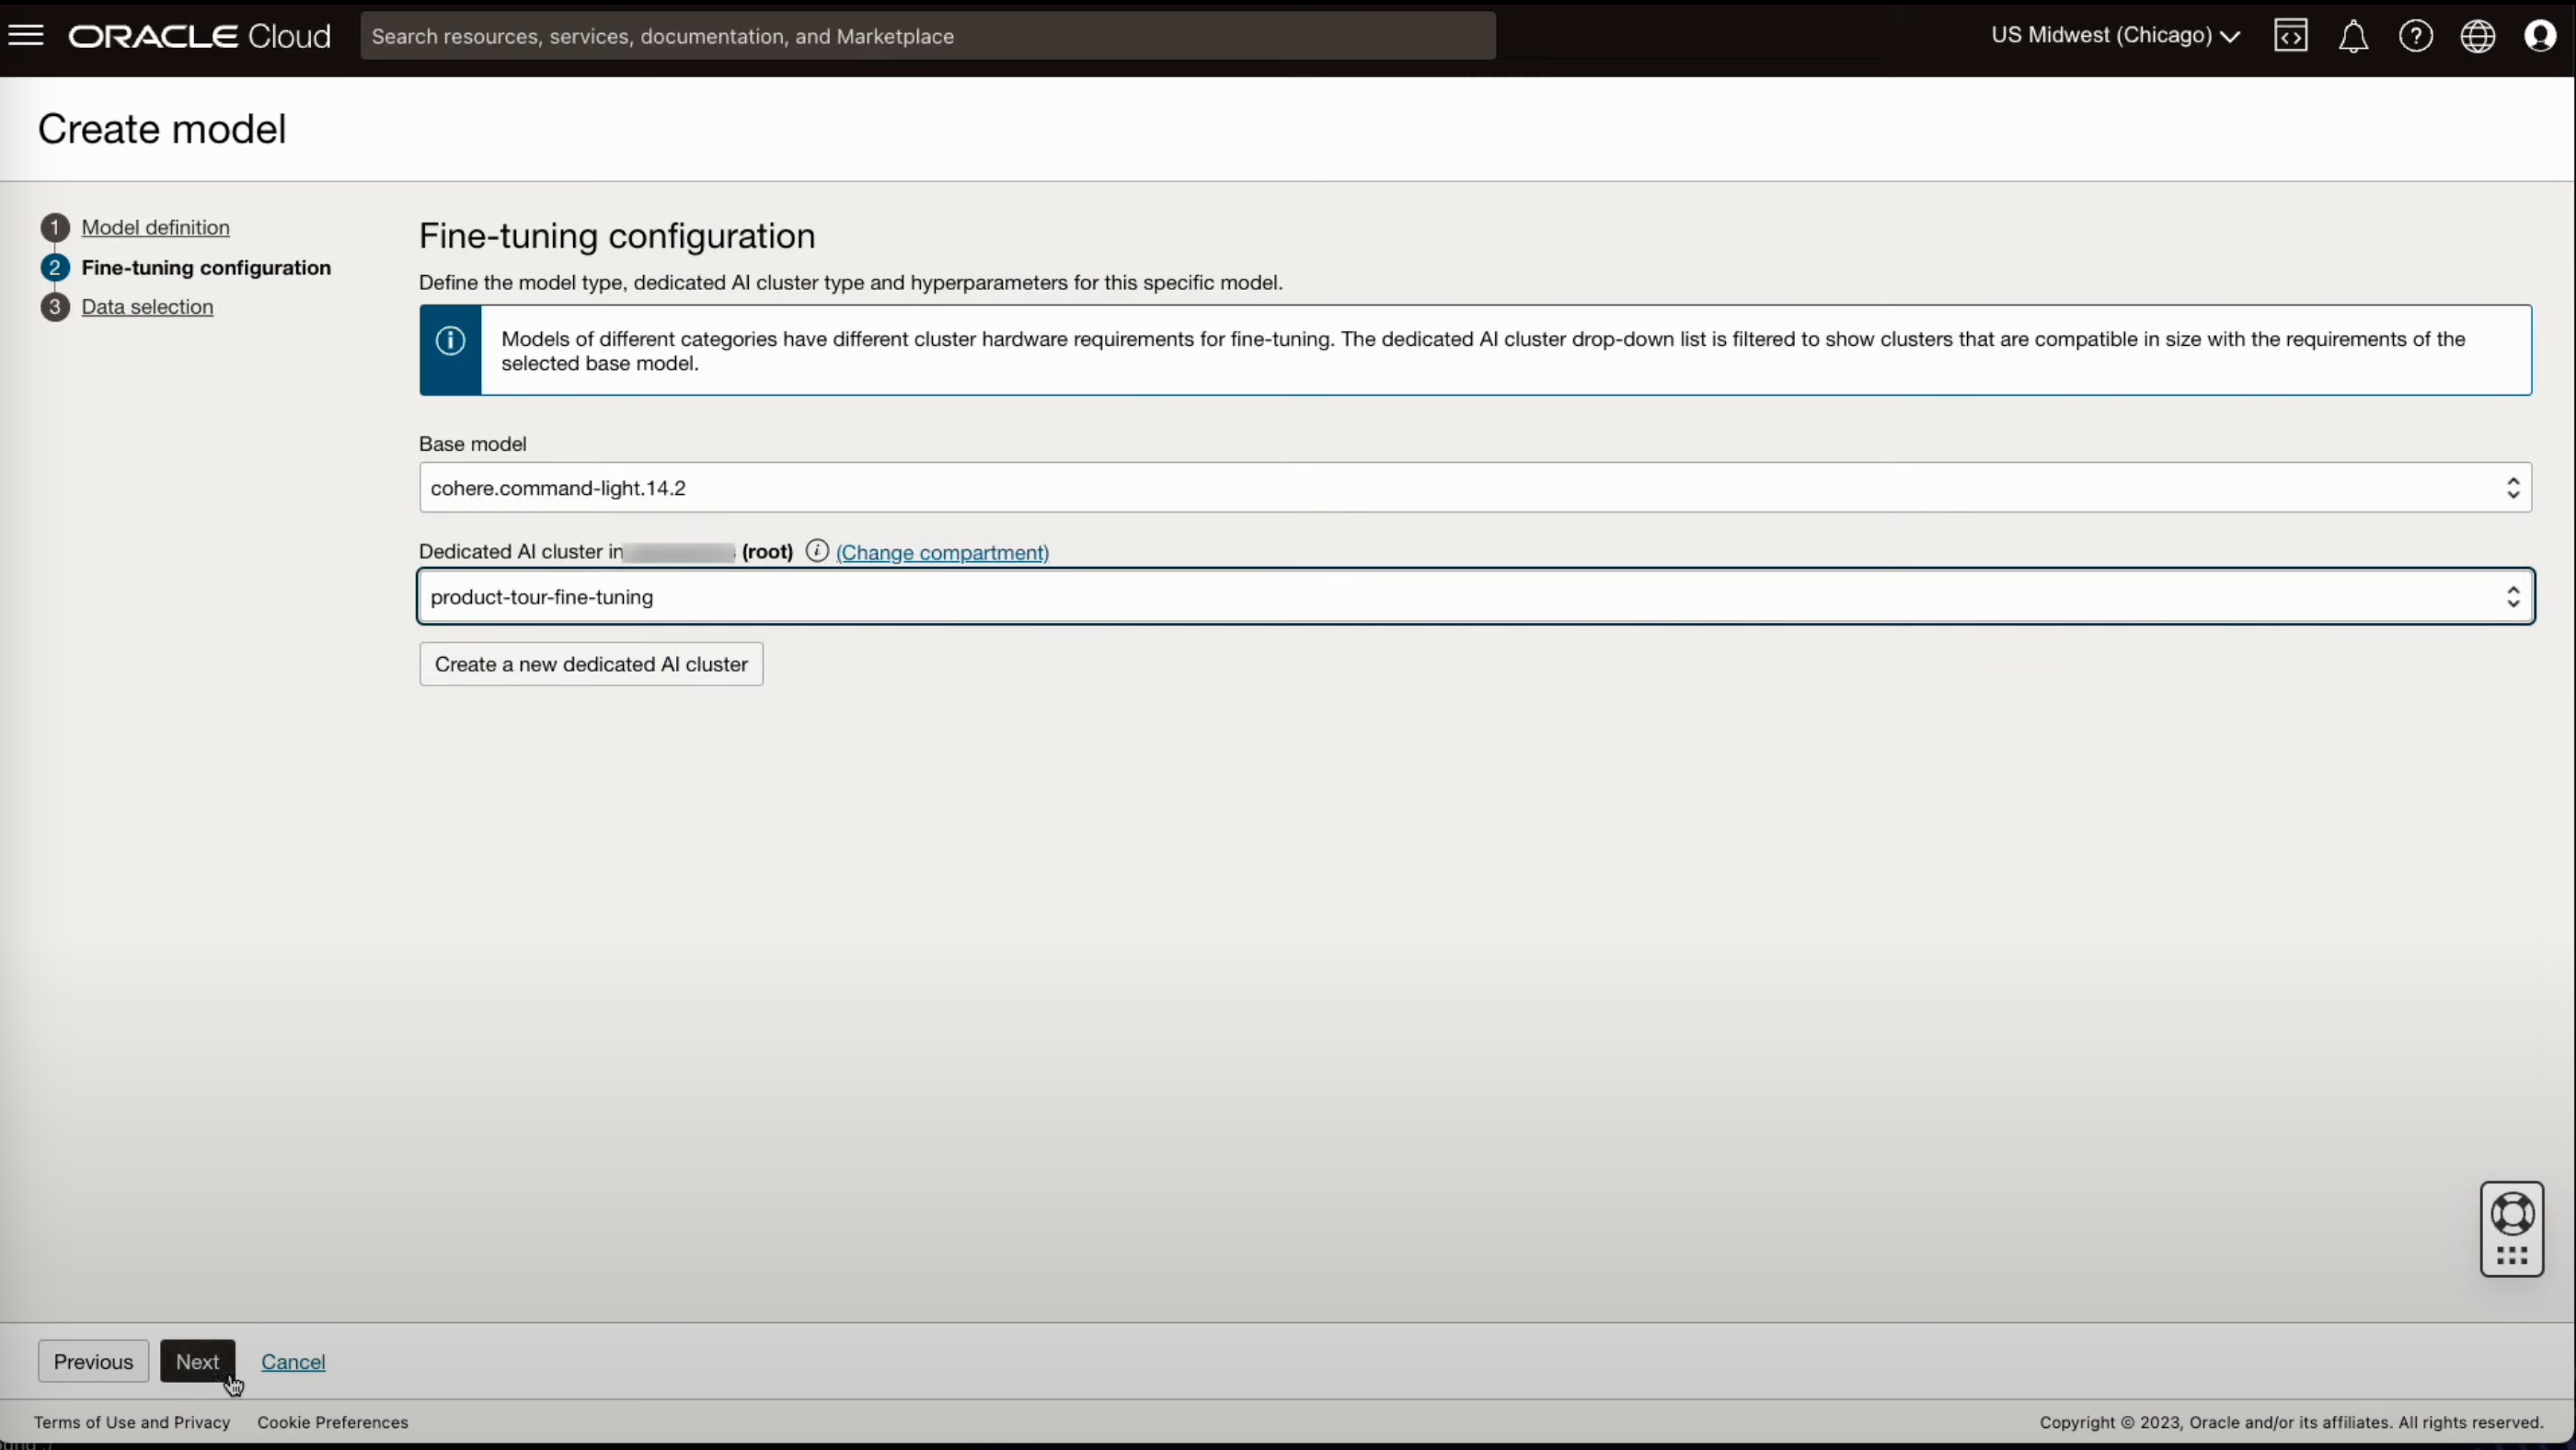 ORACLE Cloud
Search resources, services, documentation, and Marketplace
US Midwest (Chicago)
Create model
1 Model definition
2 Fine-tuning configuration
3 Data selection
Fine-tuning configuration
Define the model type, dedicated AI cluster type and hyperparameters for this specific model.
Models of different categories have different cluster hardware requirements for fine-tuning. The dedicated AI cluster drop-down list is filtered to show clusters that are compatible in size with the requirements of the
selected base model.
Base model
cohere.command-light.14.2
Dedicated AI cluster in (root) (Change compartment)
product-tour-fine-tuning
Create a new dedicated AI cluster
Previous Next Cancel
Terms of Use and Privacy Cookie Preferences
Copyright © 2023, Oracle and/or its affiliates. All rights reserved.